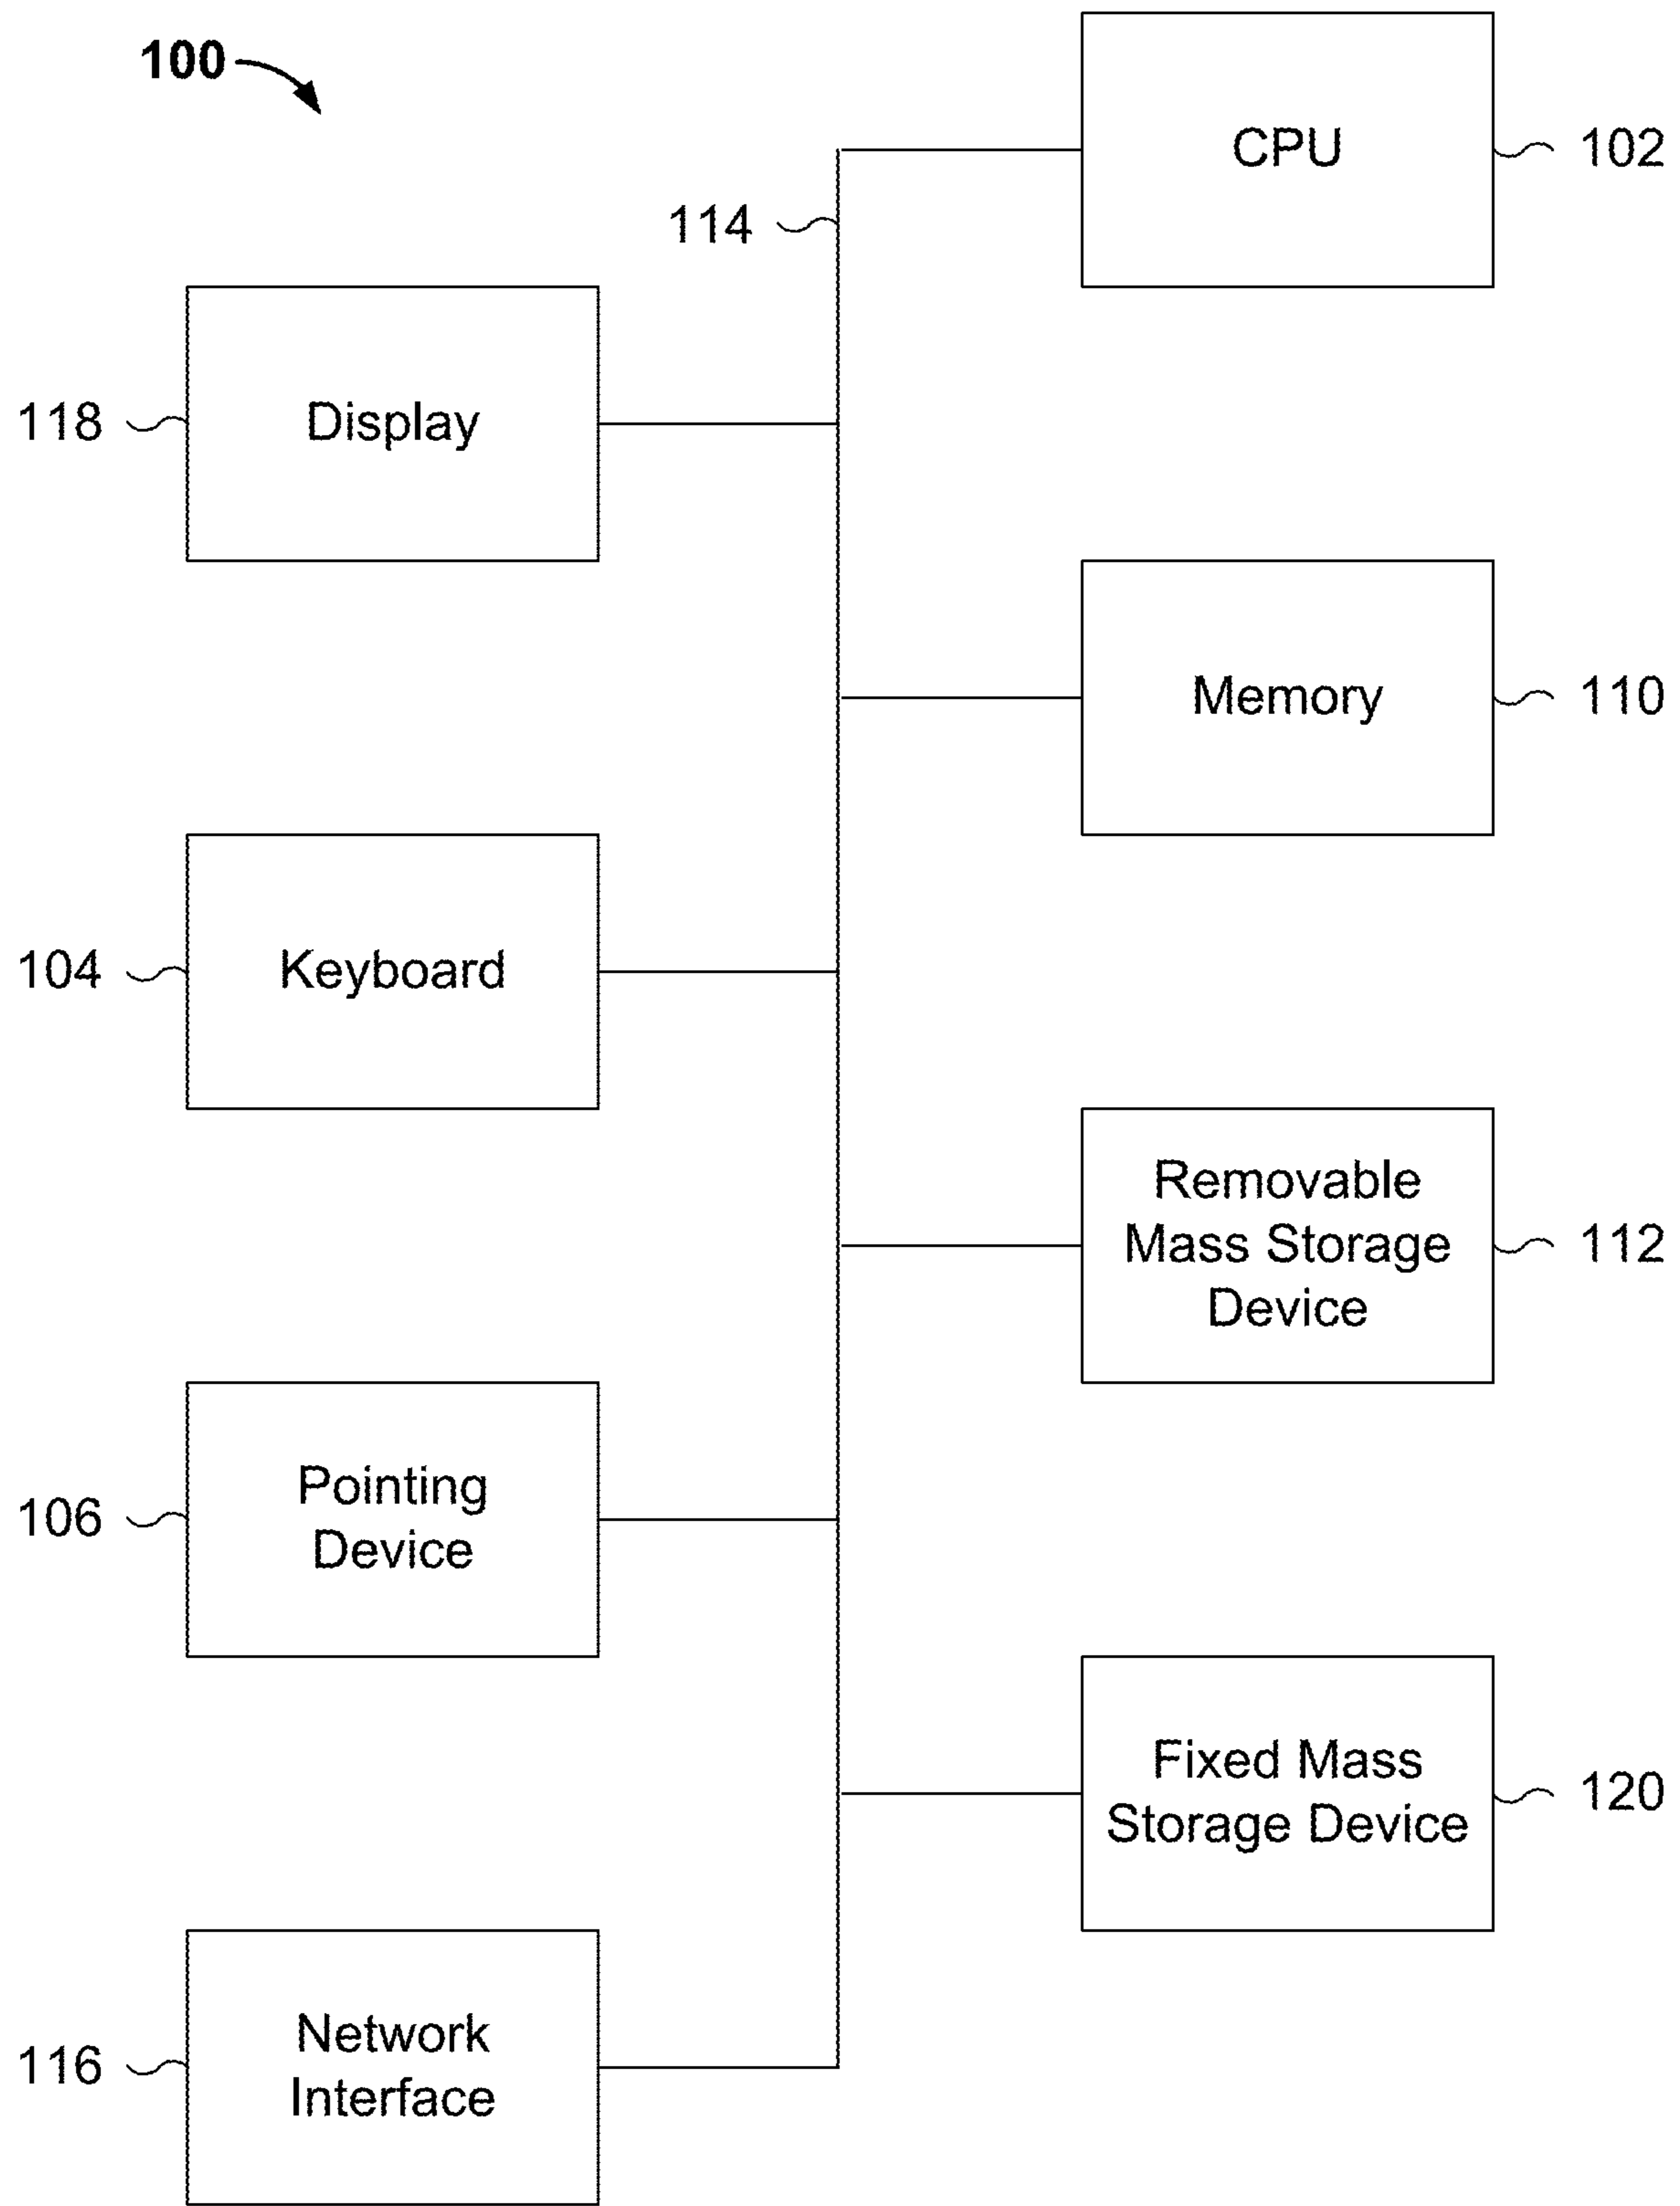 100
CPU
102
114
118
Display
Memory
110
104
Keyboard
Removable
Mass Storage
Device
112
106
Pointing
Device
Fixed Mass
Storage Device
120
116
Network
Interface